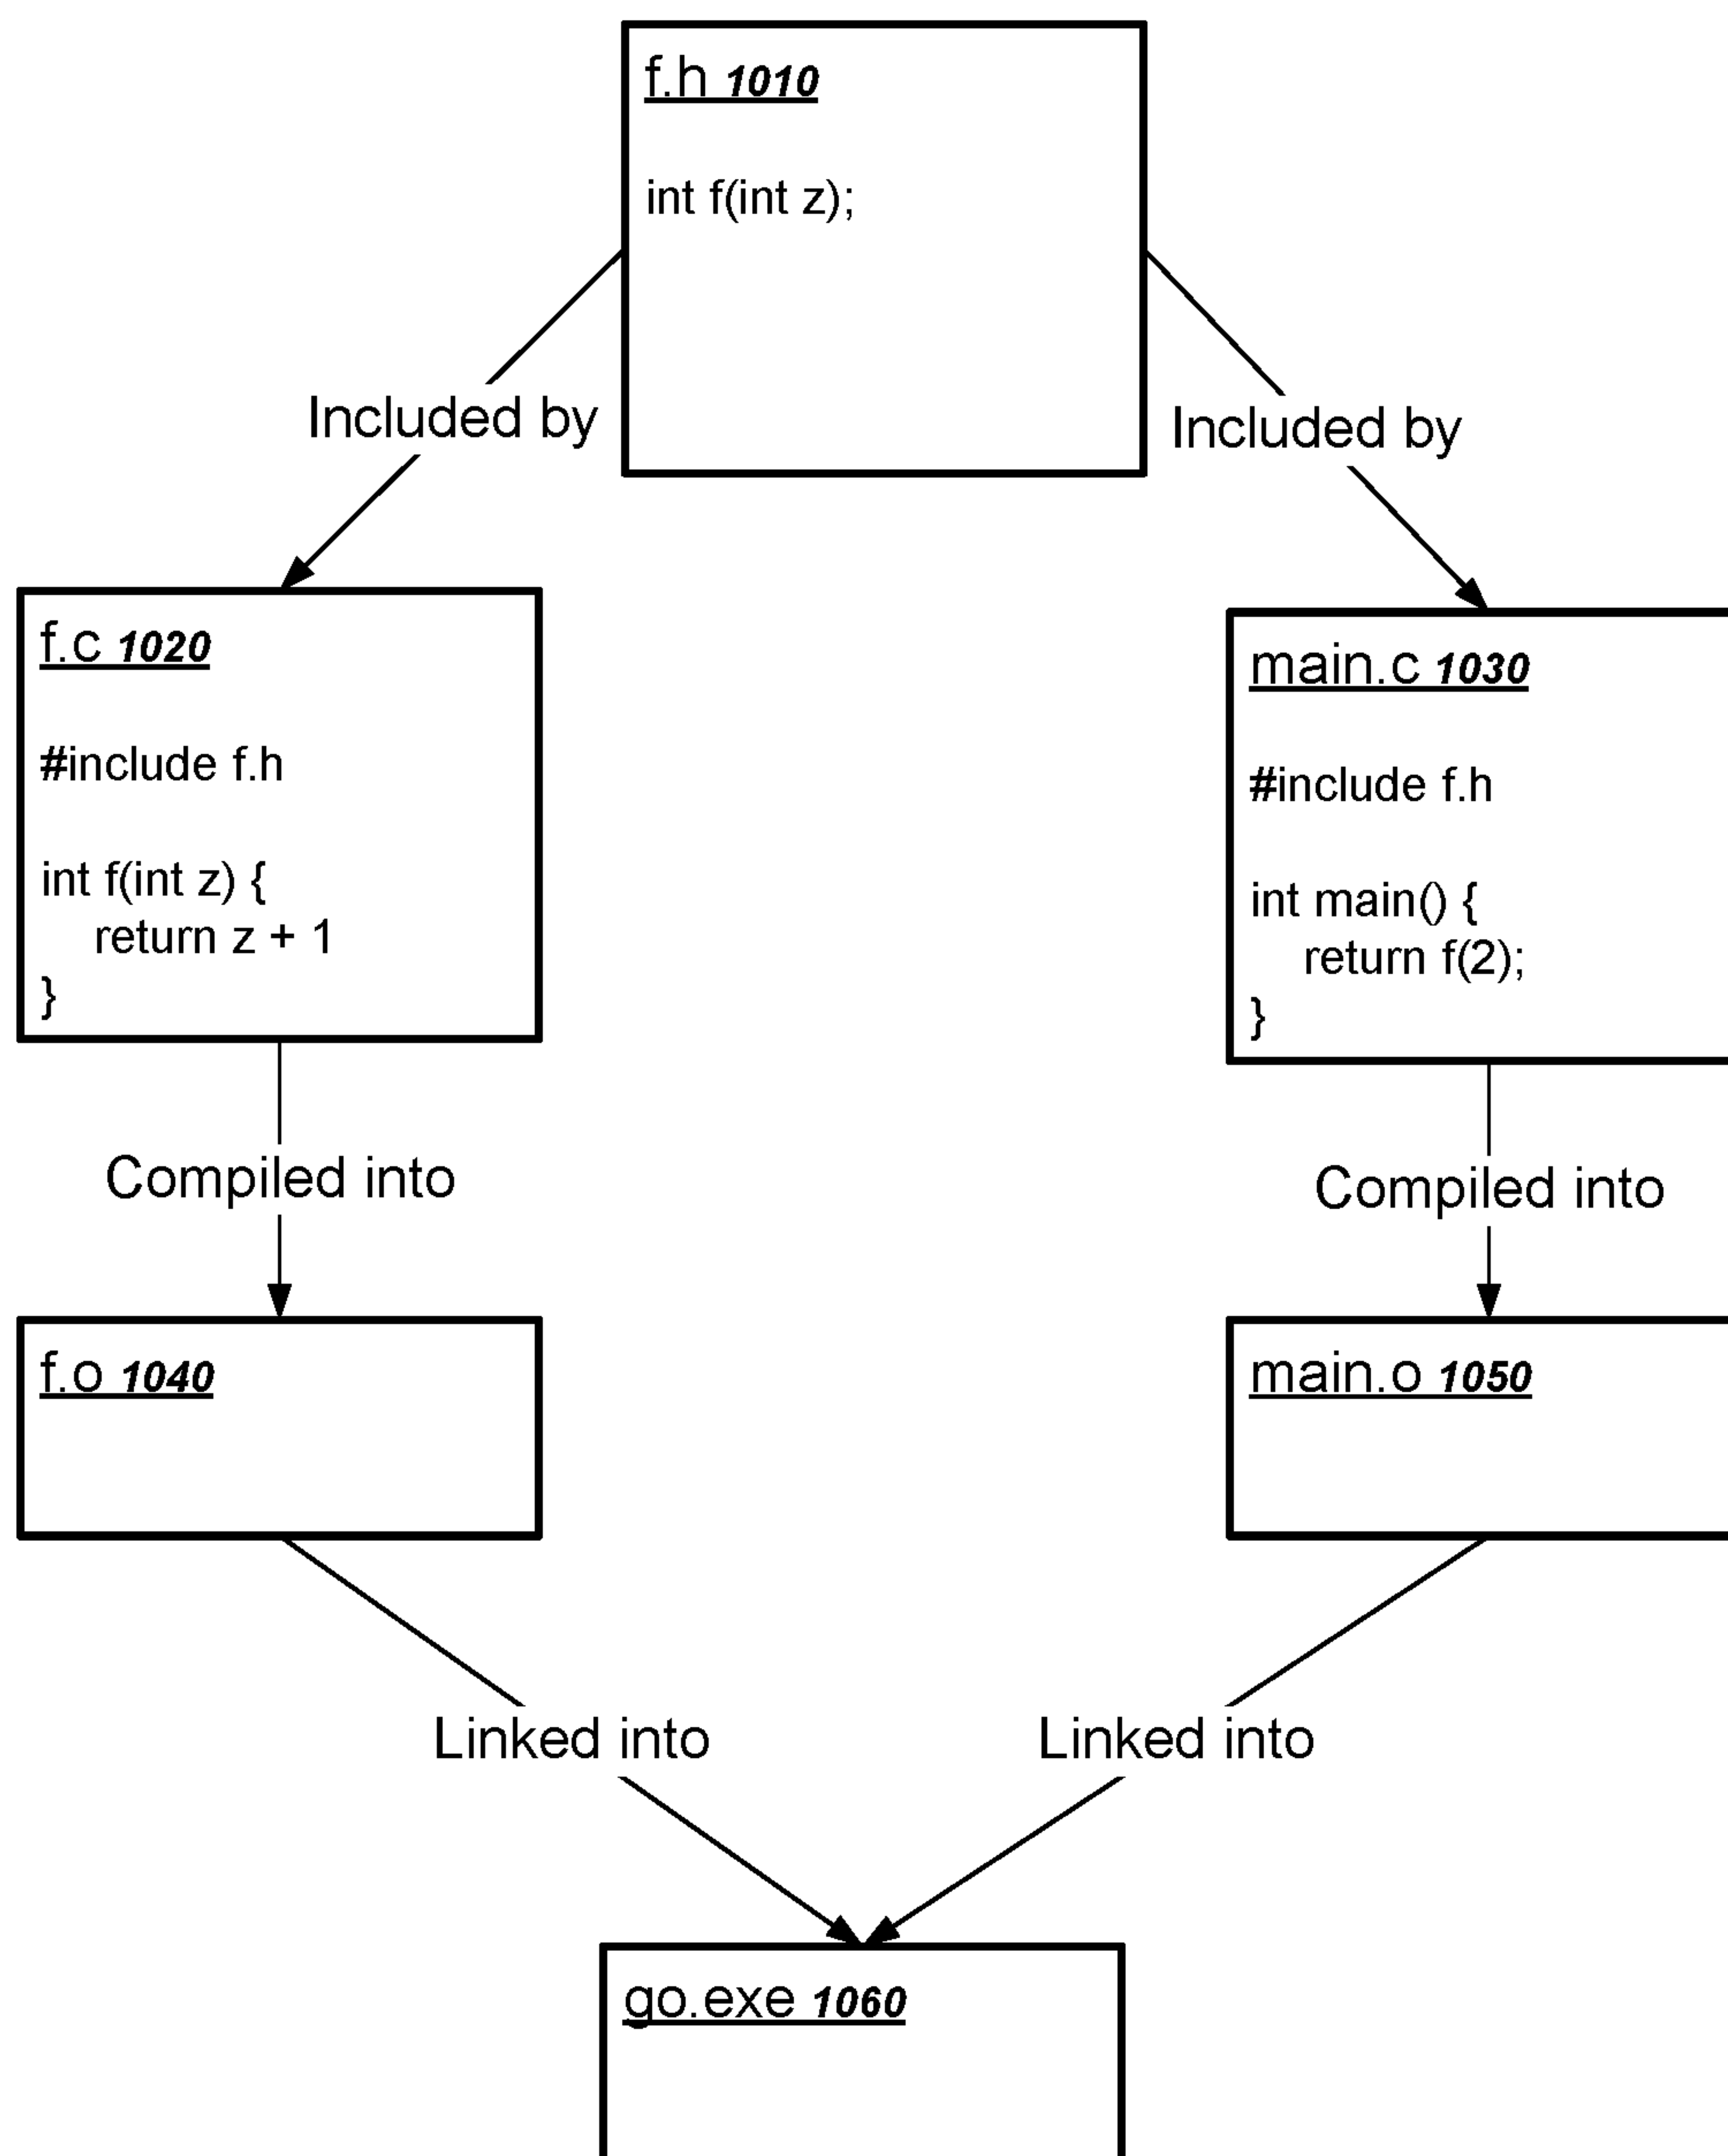 f.h 1010
int f(int z);
Included by
Included by
f.c 1020
#include f.h
int f(int z) {
return z + 1
}
main.c 1030
#include f.h
int main() {
return f(2);
}
Compiled into
Compiled into
f.o 1040
main.o 1050
Linked into
Linked into
go.exe 1060